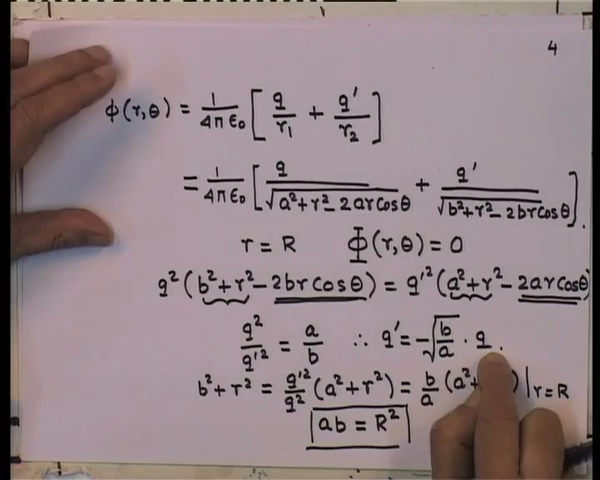 4
ϕ(r,θ) = 1/4πϵ₀ [ q/r₁ + q'/r₂ ]
= 1/4πϵ₀ [ q/√(a²+r²-2ar cosθ) + q'/√(b²+r²-2br cosθ) ].
r = R Φ(r,θ) = 0
q²(b²+r²-2br cosθ) = q'²(a²+r²-2ar cosθ)
q²/q'² = a/b ∴ q' = -√(b/a) · q.
b²+r² = q'²/q² (a²+r²) = b/a (a²+ )|r=R
ab = R²